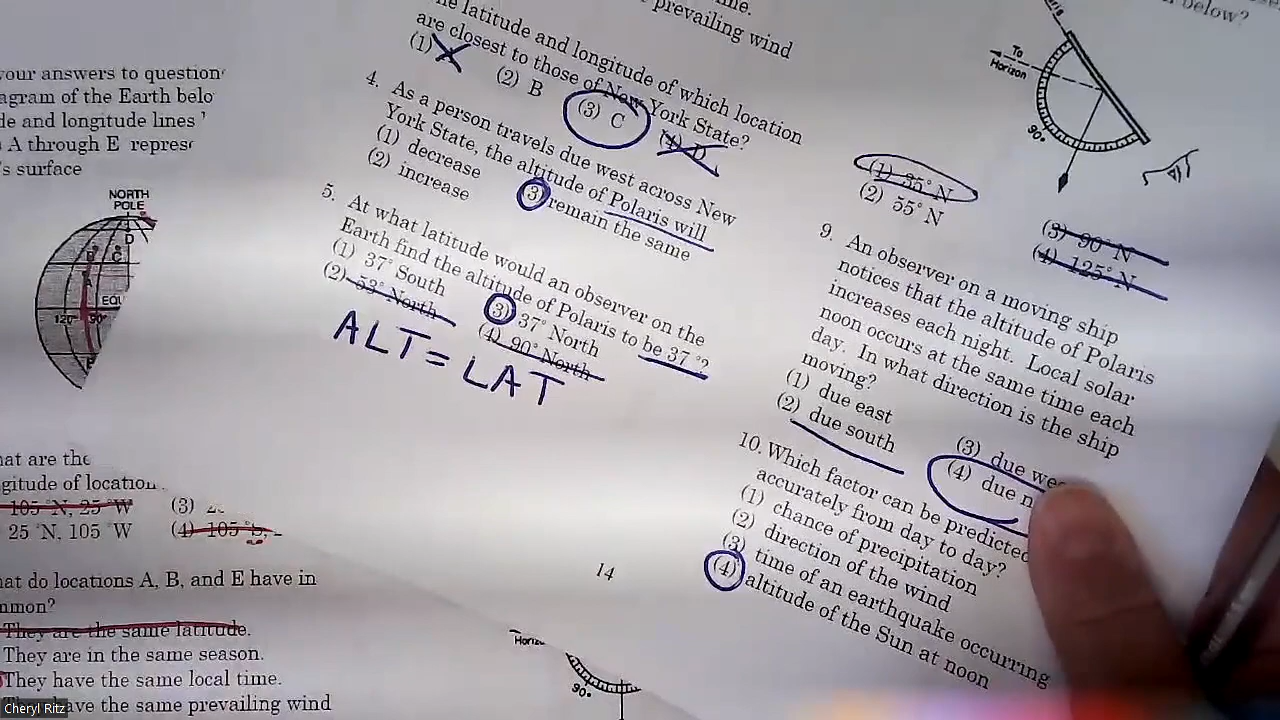 our answers to question
agram of the Earth belo
de and longitude lines
A through E repres
s surface
NORTH
POLE
D
B C
A
EQU
120° 90°
at are the
gitude of location
105 °N, 25 °W (3)
25 °N, 105 °W (4) 105 °S,
at do locations A, B, and E have in
mmon?
They are the same latitude.
They are in the same season.
They have the same local time.
ave the same prevailing wind
Cheryl Ritz
me.
prevailing wind
he latitude and longitude of which location
are closest to those of New York State?
(1)
(2) B
(3) C
(4) D
4. As a person travels due west across New
York State, the altitude of Polaris will
(1) decrease
(2) increase
(3) remain the same
5. At what latitude would an observer on the
Earth find the altitude of Polaris to be 37°?
(1) 37° South
(2) 53° North
(3) 37° North
(4) 90° North
ALT = LAT
14
Horiz
90°
below?
To
Horizon
90°
(1) 35° N
(2) 55° N
(3) 90° N
(4) 125° N
9. An observer on a moving ship
notices that the altitude of Polaris
increases each night. Local solar
noon occurs at the same time each
day. In what direction is the ship
moving?
(1) due east
(2) due south
(3) due we
(4) due n
10. Which factor can be predicted
accurately from day to day?
(1) chance of precipitation
(2) direction of the wind
(3) time of an earthquake occurring
(4) altitude of the Sun at noon